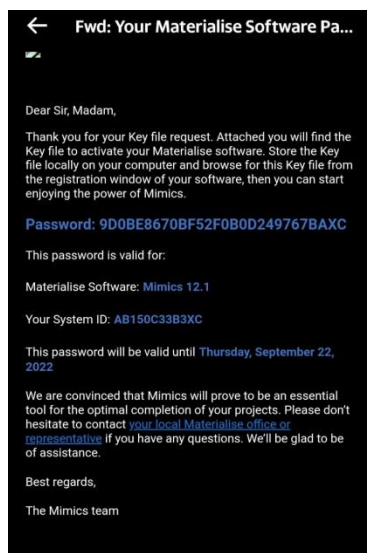 Fwd: Your Materialise Software Pa...
Dear Sir, Madam,
Thank you for your Key file request. Attached you will find the
Key file to activate your Materialise software. Store the Key
file locally on your computer and browse for this Key file from
the registration window of your software, then you can start
enjoying the power of Mimics.
Password: 9D0BE8670BF52F0B0D249767BAXC
This password is valid for:
Materialise Software: Mimics 12.1
Your System ID: AB150C33B3XC
This password will be valid until Thursday, September 22,
2022
We are convinced that Mimics will prove to be an essential
tool for the optimal completion of your projects. Please don't
hesitate to contact your local Materialise office or
representative if you have any questions. We'll be glad to be
of assistance.
Best regards,
The Mimics team